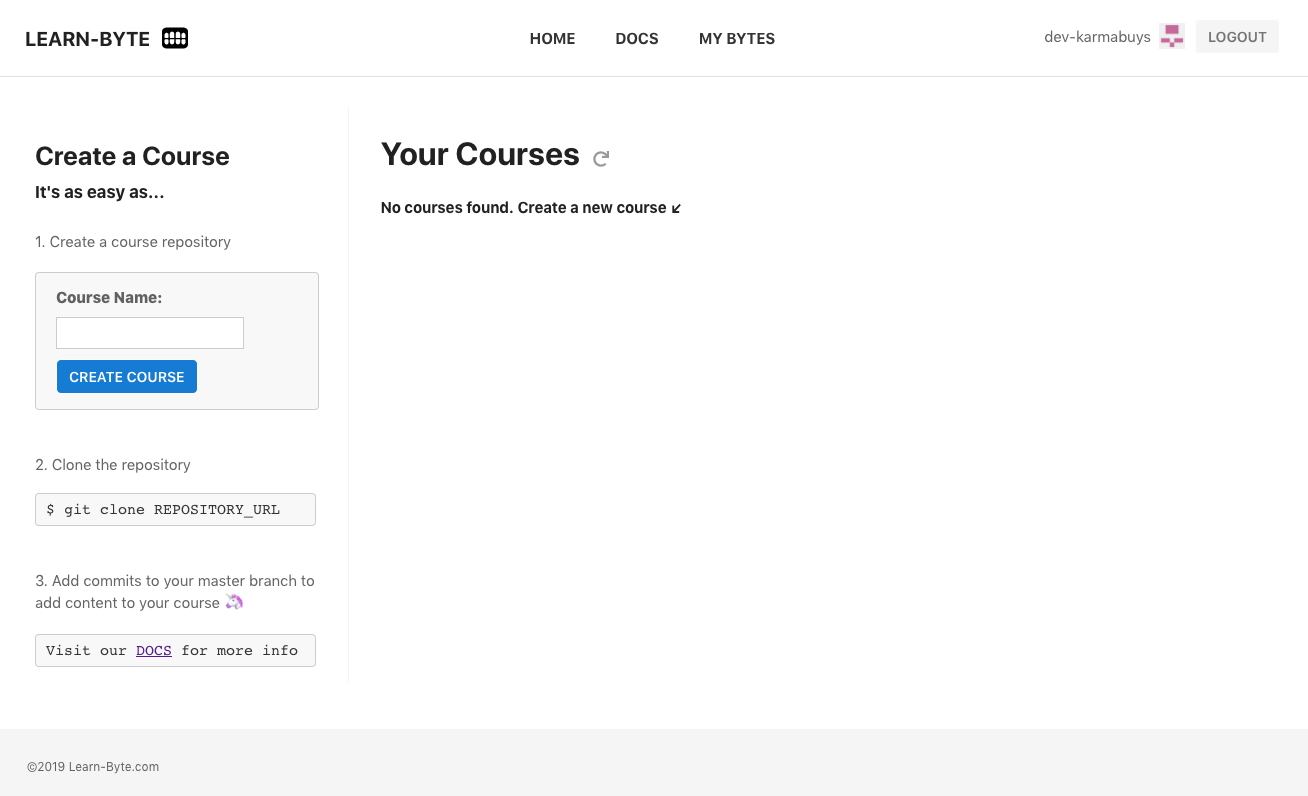 LEARN-BYTE
HOME DOCS MY BYTES
dev-karmabuys LOGOUT
Create a Course
It's as easy as...
1. Create a course repository
Course Name:
CREATE COURSE
2. Clone the repository
$ git clone REPOSITORY_URL
3. Add commits to your master branch to
add content to your course 🦄
Visit our DOCS for more info
Your Courses
No courses found. Create a new course ↙
©2019 Learn-Byte.com